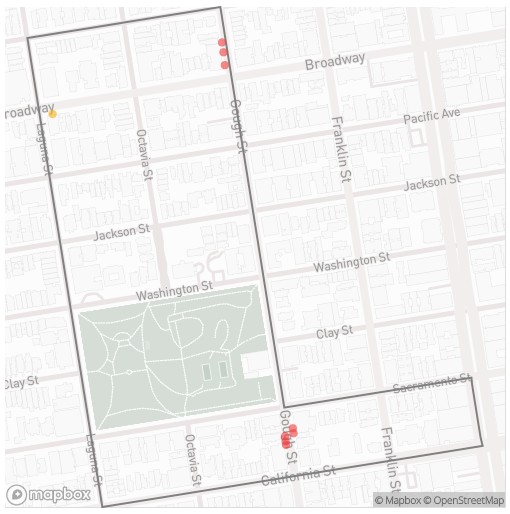 Broadway
roadway
Pacific Ave
Laguna St
Octavia St
Gough St
Franklin St
Jackson St
Jackson St
Washington St
Washington St
Clay St
Clay St
Sacramento St
Laguna St
Octavia St
Gough St
Franklin St
California St
mapbox
© Mapbox © OpenStreetMap